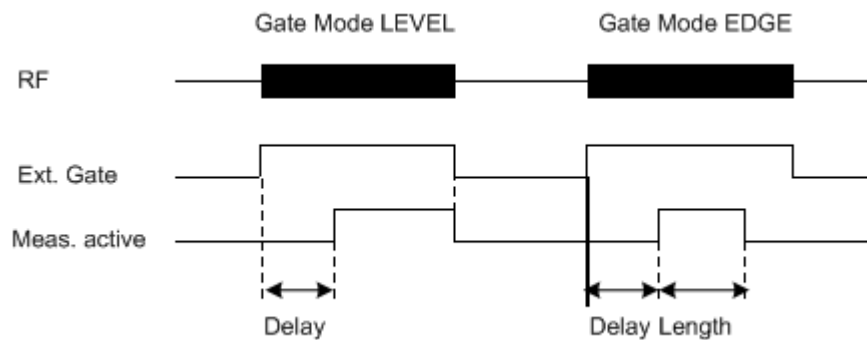 Gate Mode LEVEL Gate Mode EDGE
RF
Ext. Gate
Meas. active
Delay Delay Length